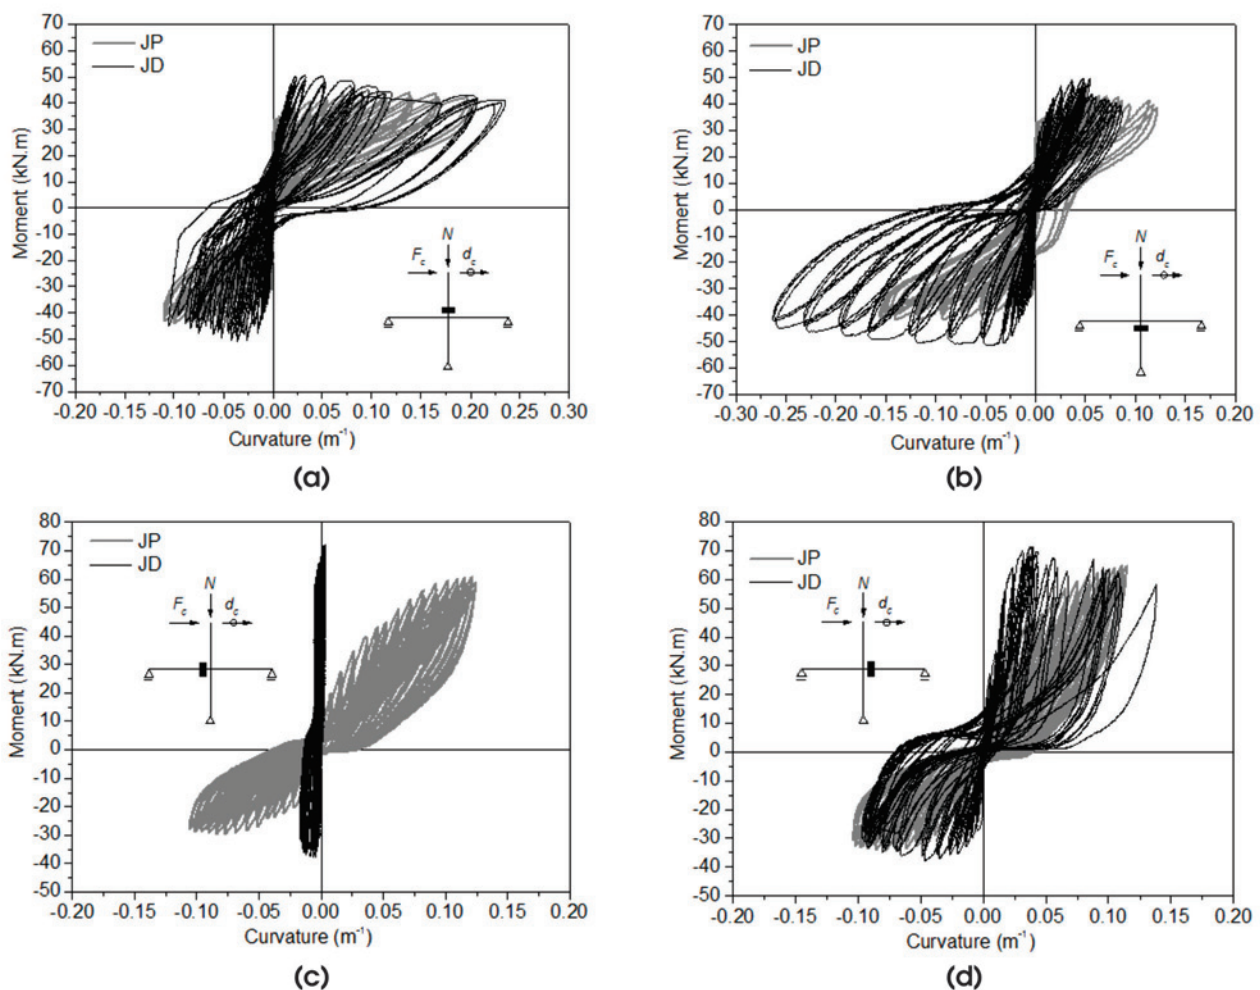 70
60
50
40
30
20
10
0
-10
-20
-30
-40
-50
-60
-70
Moment (kN.m)
JP
JD
N
F_c
d_c
-0.20 -0.15 -0.10 -0.05 0.00 0.05 0.10 0.15 0.20 0.25 0.30
Curvature (m⁻¹)
(a)
70
60
50
40
30
20
10
0
-10
-20
-30
-40
-50
-60
-70
Moment (kN.m)
JP
JD
N
F_c
d_c
-0.30 -0.25 -0.20 -0.15 -0.10 -0.05 0.00 0.05 0.10 0.15 0.20
Curvature (m⁻¹)
(b)
80
70
60
50
40
30
20
10
0
-10
-20
-30
-40
-50
Moment (kN.m)
JP
JD
N
F_c
d_c
-0.20 -0.15 -0.10 -0.05 0.00 0.05 0.10 0.15 0.20
Curvature (m⁻¹)
(c)
80
70
60
50
40
30
20
10
0
-10
-20
-30
-40
-50
Moment (kN.m)
JP
JD
N
F_c
d_c
-0.20 -0.15 -0.10 -0.05 0.00 0.05 0.10 0.15 0.20
Curvature (m⁻¹)
(d)